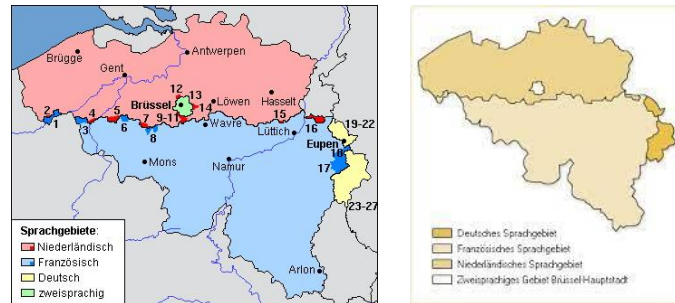 Antwerpen
Brügge
Gent
12
13
Brüssel
14
Löwen
Hasselt
2
1
3
4
5
6
7
8
9-11
15
16
19-22
Wavre
Lüttich
Eupen
18
17
Mons
Namur
23-27
Arlon
Sprachgebiete:
Niederländisch
Französisch
Deutsch
zweisprachig
Deutsches Sprachgebiet
Französisches Sprachgebiet
Niederländisches Sprachgebiet
Zweisprachiges Gebiet Brüssel-Hauptstadt